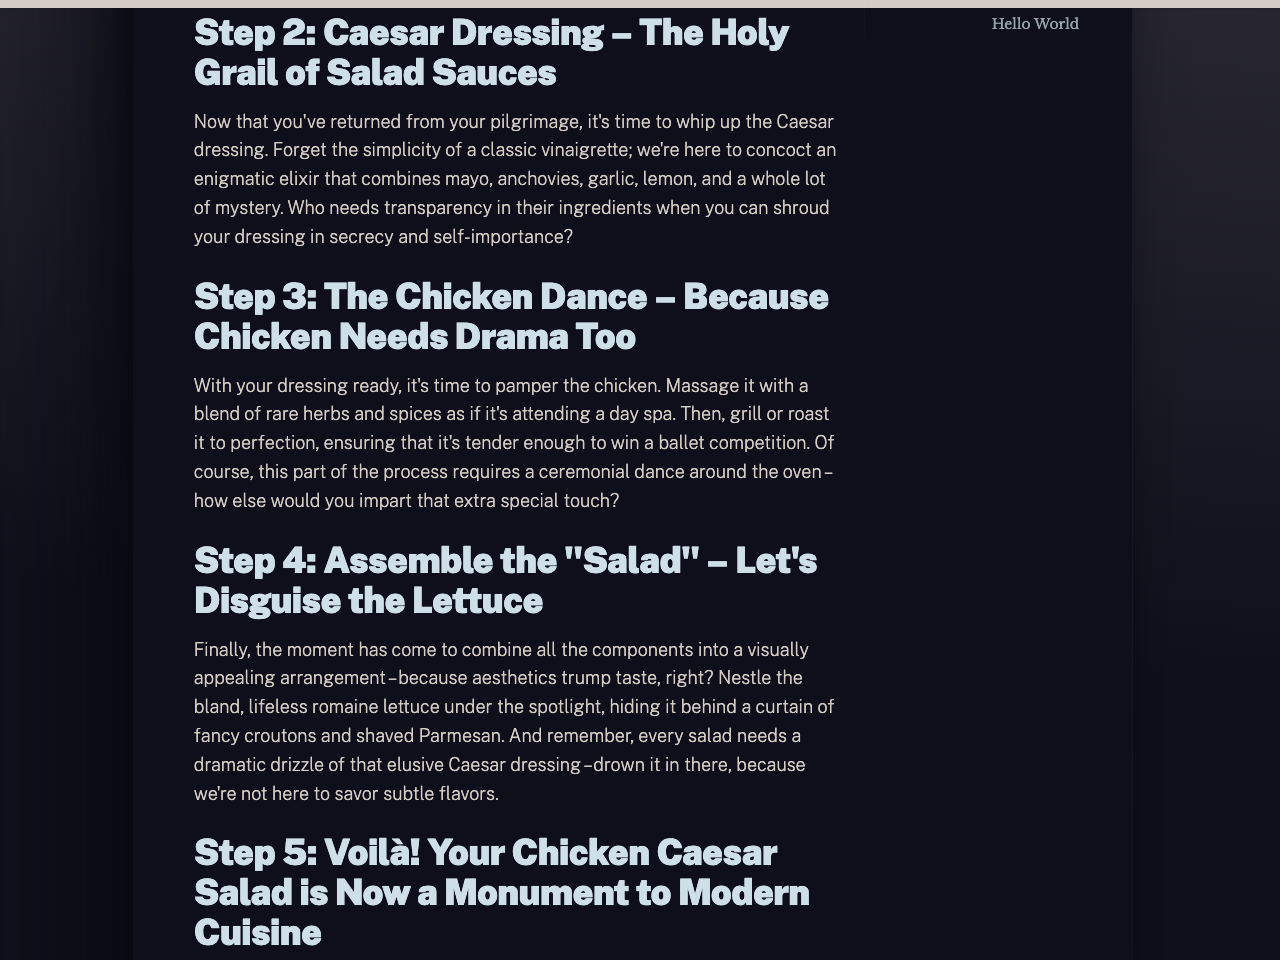 Step 2: Caesar Dressing – The Holy
Grail of Salad Sauces
Now that you've returned from your pilgrimage, it's time to whip up the Caesar
dressing. Forget the simplicity of a classic vinaigrette; we're here to concoct an
enigmatic elixir that combines mayo, anchovies, garlic, lemon, and a whole lot
of mystery. Who needs transparency in their ingredients when you can shroud
your dressing in secrecy and self-importance?
Step 3: The Chicken Dance – Because
Chicken Needs Drama Too
With your dressing ready, it's time to pamper the chicken. Massage it with a
blend of rare herbs and spices as if it's attending a day spa. Then, grill or roast
it to perfection, ensuring that it's tender enough to win a ballet competition. Of
course, this part of the process requires a ceremonial dance around the oven–
how else would you impart that extra special touch?
Step 4: Assemble the "Salad" – Let's
Disguise the Lettuce
Finally, the moment has come to combine all the components into a visually
appealing arrangement–because aesthetics trump taste, right? Nestle the
bland, lifeless romaine lettuce under the spotlight, hiding it behind a curtain of
fancy croutons and shaved Parmesan. And remember, every salad needs a
dramatic drizzle of that elusive Caesar dressing–drown it in there, because
we're not here to savor subtle flavors.
Step 5: Voilà! Your Chicken Caesar
Salad is Now a Monument to Modern
Cuisine
Hello World